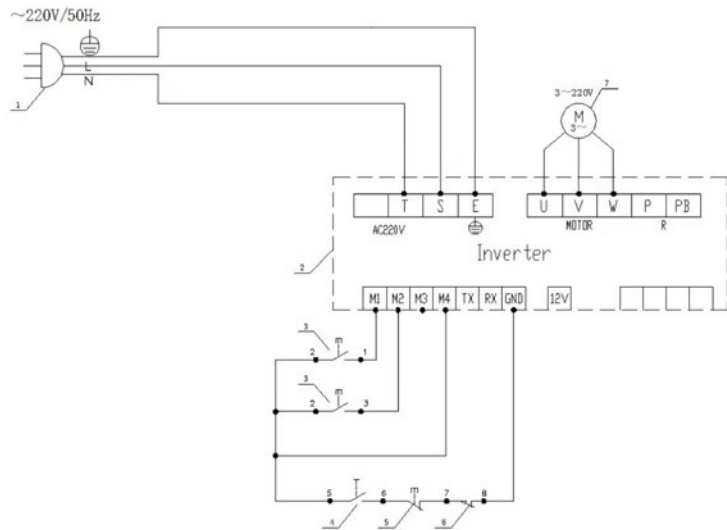 ~220V/50Hz
L
N
1
3~220V
7
M
3~
T S E
U V W P PB
AC220V
MOTOR R
Inverter
2
M1 M2 M3 M4 TX RX GND
12V
3
m
2 1
3
m
2 3
T m
5 6 7 8
4 5 6